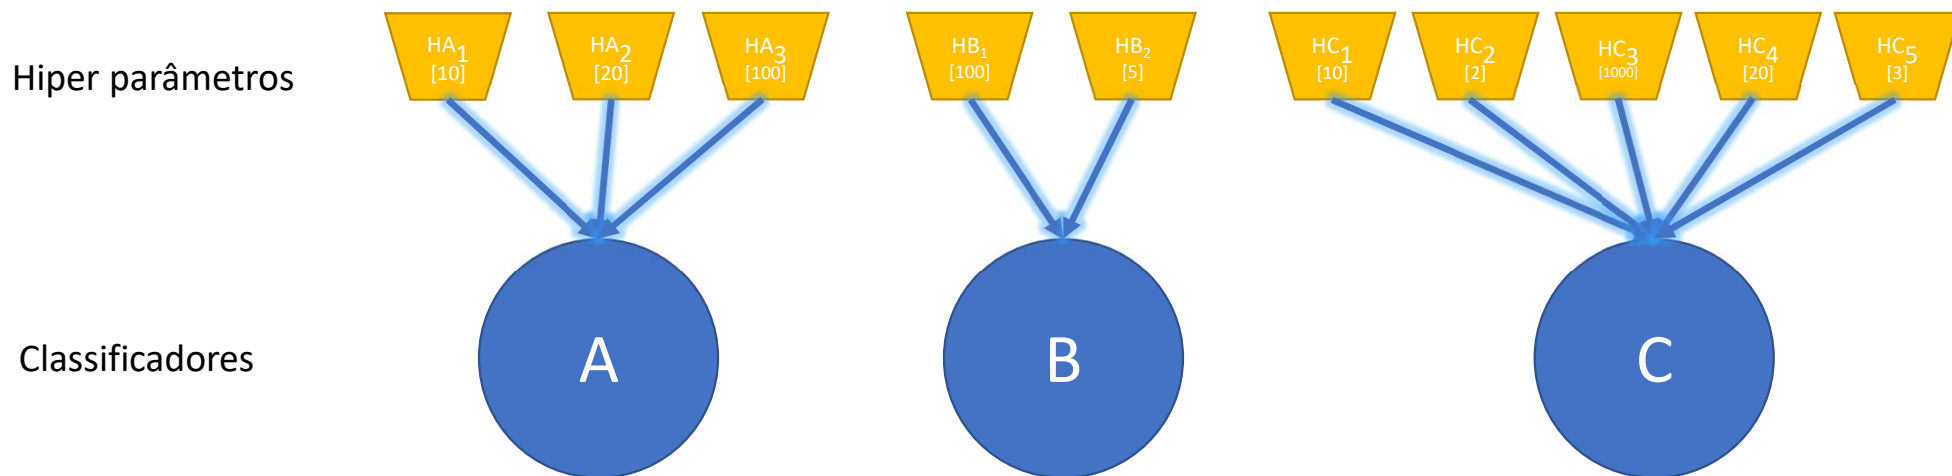 Hiper parâmetros
HA1
[10]
HA2
[20]
HA3
[100]
HB1
[100]
HB2
[5]
HC1
[10]
HC2
[2]
HC3
[1000]
HC4
[20]
HC5
[3]
Classificadores
A
B
C